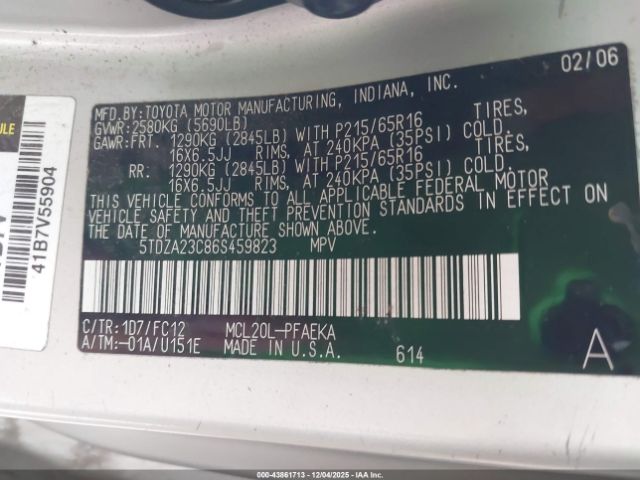 02/06
MFD.BY:TOYOTA MOTOR MANUFACTURING, INDIANA, INC.
GVWR:2580KG (5690LB)
GAWR:FRT. 1290KG (2845LB) WITH P215/65R16 TIRES,
16X6.5JJ RIMS, AT 240KPA (35PSI) COLD.
RR. 1290KG (2845LB) WITH P215/65R16 TIRES,
16X6.5JJ RIMS, AT 240KPA (35PSI) COLD.
THIS VEHICLE CONFORMS TO ALL APPLICABLE FEDERAL MOTOR
VEHICLE SAFETY AND THEFT PREVENTION STANDARDS IN EFFECT ON
THE DATE OF MANUFACTURE SHOWN ABOVE.
5TDZA23C86S459823 MPV
C/TR:1D7/FC12 MCL20L-PFAEKA
A/TM:-01A/U151E MADE IN U.S.A. 614
A
41B7V55904
000-43861713 - 12/04/2025 - IAAI, Inc.